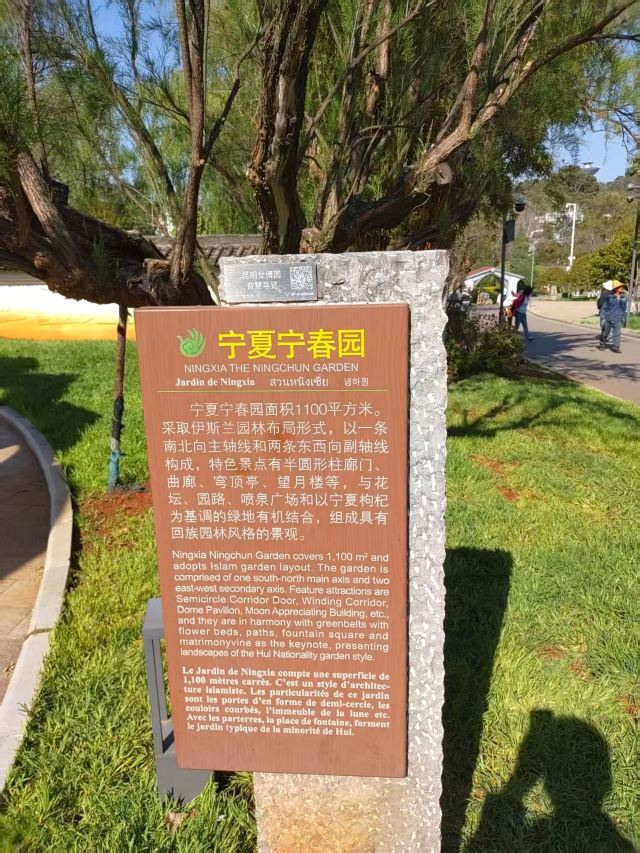 昆明世博园
智慧导览
宁夏宁春园
NINGXIA THE NINGCHUN GARDEN
Jardin de Ningxia สวนหนิงเซี่ย 녕하원
宁夏宁春园面积1100平方米。
采取伊斯兰园林布局形式，以一条
南北向主轴线和两条东西向副轴线
构成，特色景点有半圆形柱廊门、
曲廊、穹顶亭、望月楼等，与花
坛、园路、喷泉广场和以宁夏枸杞
为基调的绿地有机结合，组成具有
回族园林风格的景观。
Ningxia Ningchun Garden covers 1,100 m² and
adopts Islam garden layout. The garden is
comprised of one south-north main axis and two
east-west secondary axis. Feature attractions are
Semicircle Corridor Door, Winding Corridor,
Dome Pavilion, Moon Appreciating Building, etc.,
and they are in harmony with greenbelts with
flower beds, paths, fountain square and
matrimonyvine as the keynote, presenting
landscapes of the Hui Nationality garden style.
Le Jardin de Ningxia compte une superficie de
1,100 mètres carrés. C'est un style d'architec-
ture islamiste. Les particularités de ce jardin
sont les portes d'en forme de demi-cercle, les
couloirs courbés, l'immeuble de la lune etc.
Avec les parterres, la place de fontaine, forment
le jardin typique de la minorité de Hui.